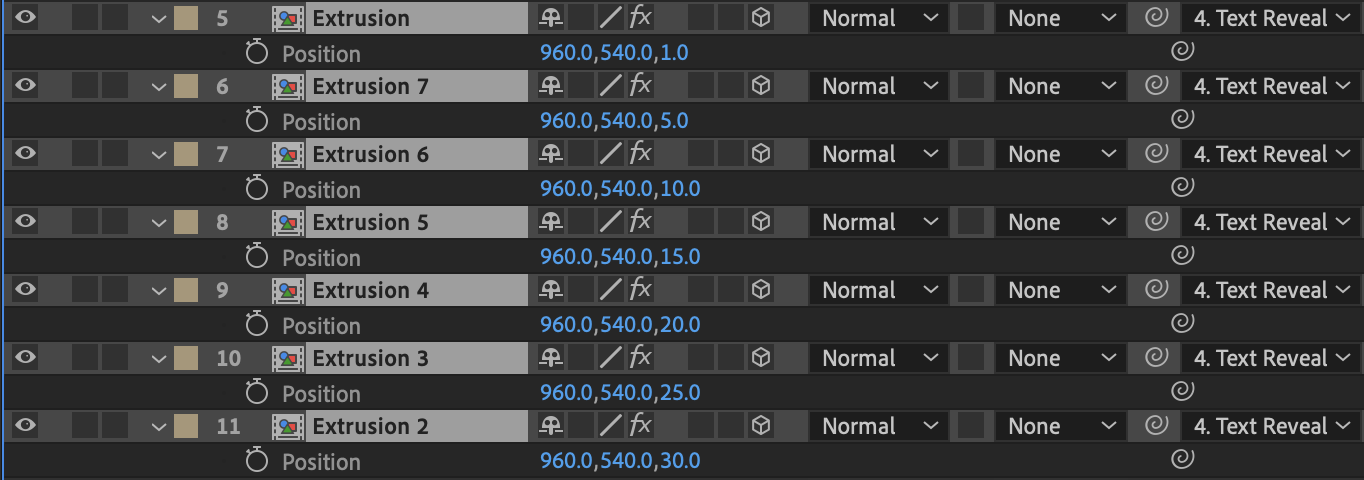 5 Extrusion fx Normal None 4. Text Reveal
Position 960.0,540.0,1.0
6 Extrusion 7 fx Normal None 4. Text Reveal
Position 960.0,540.0,5.0
7 Extrusion 6 fx Normal None 4. Text Reveal
Position 960.0,540.0,10.0
8 Extrusion 5 fx Normal None 4. Text Reveal
Position 960.0,540.0,15.0
9 Extrusion 4 fx Normal None 4. Text Reveal
Position 960.0,540.0,20.0
10 Extrusion 3 fx Normal None 4. Text Reveal
Position 960.0,540.0,25.0
11 Extrusion 2 fx Normal None 4. Text Reveal
Position 960.0,540.0,30.0